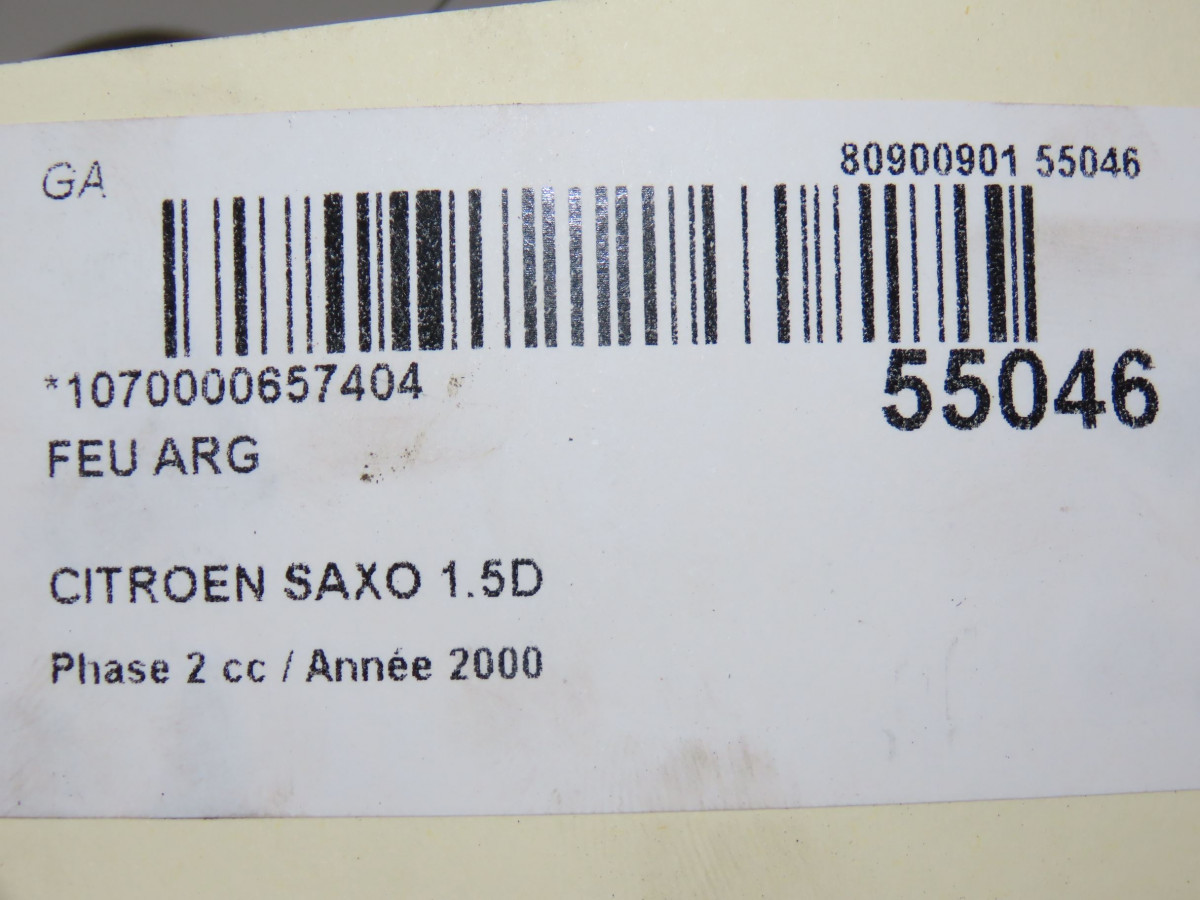 GA
80900901 55046
*1070000657404
55046
FEU ARG
CITROEN SAXO 1.5D
Phase 2 cc / Année 2000